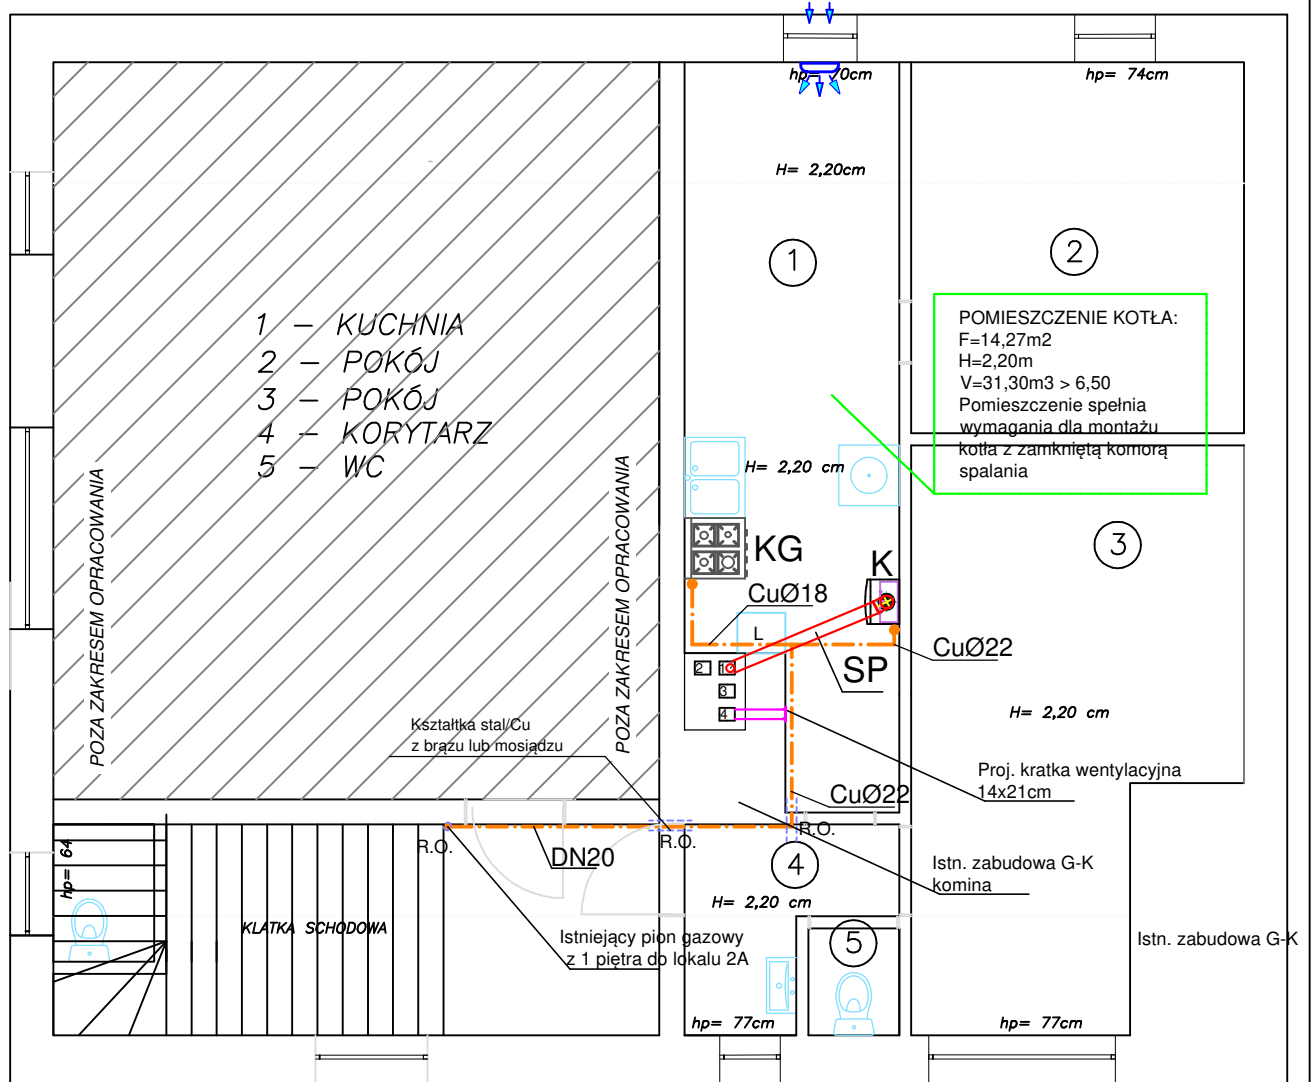 hp= 70cm
hp= 74cm
H= 2,20cm
1
2
1 – KUCHNIA
2 – POKÓJ
3 – POKÓJ
4 – KORYTARZ
5 – WC
POMIESZCZENIE KOTŁA:
F=14,27m2
H=2,20m
V=31,30m3 > 6,50
Pomieszczenie spełnia
wymagania dla montażu
kotła z zamkniętą komorą
spalania
POZA ZAKRESEM OPRACOWANIA
POZA ZAKRESEM OPRACOWANIA
H= 2,20 cm
KG
K
3
CuØ18
L
CuØ22
SP
2
1
3
4
H= 2,20 cm
Kształtka stal/Cu
z brązu lub mosiądzu
Proj. kratka wentylacyjna
14x21cm
CuØ22
R.O.
R.O.
R.O.
DN20
4
Istn. zabudowa G-K
komina
hp= 64
H= 2,20 cm
KLATKA SCHODOWA
Istniejący pion gazowy
z 1 piętra do lokalu 2A
5
Istn. zabudowa G-K
hp= 77cm
hp= 77cm